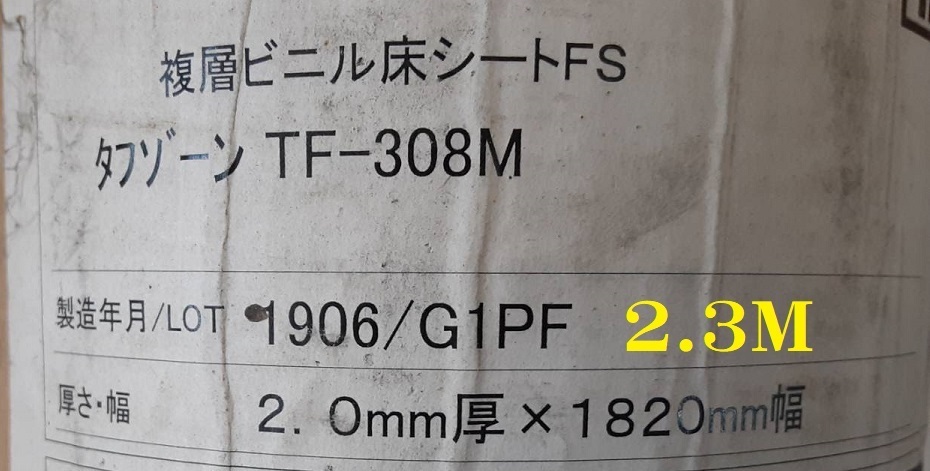 複層ビニル床シートFS
タフゾーン TF-308M
製造年月/LOT 1906/G1PF 2.3M
厚さ・幅 2. 0mm厚×1820mm幅